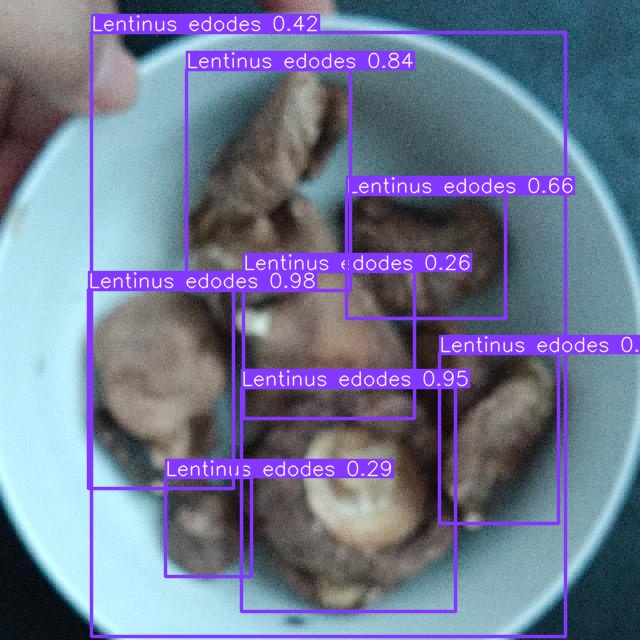 Lentinus edodes 0.42
Lentinus edodes 0.84
Lentinus edodes 0.66
Lentinus edodes 0.26
Lentinus edodes 0.98
Lentinus edodes 0.
Lentinus edodes 0.95
Lentinus edodes 0.29